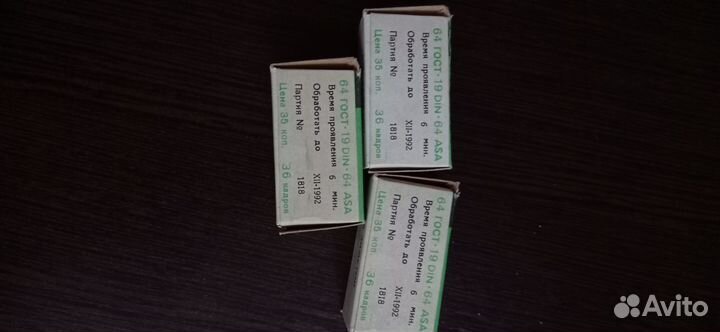 64 ГОСТ·19 DIN·64 ASA
Время проявления 6 мин.
Обработать до XII-1992
Партия № 1818
Цена 35 коп. 36 кадров
64 ГОСТ·19 DIN·64 ASA
Время проявления 6 мин.
Обработать до XII-1992
Партия № 1818
Цена 35 коп. 36 кадров
64 ГОСТ·19 DIN·64 ASA
Время проявления 6 мин.
Обработать до XII-1992
Партия № 1818
Цена 35 коп. 36 кадров
Avito